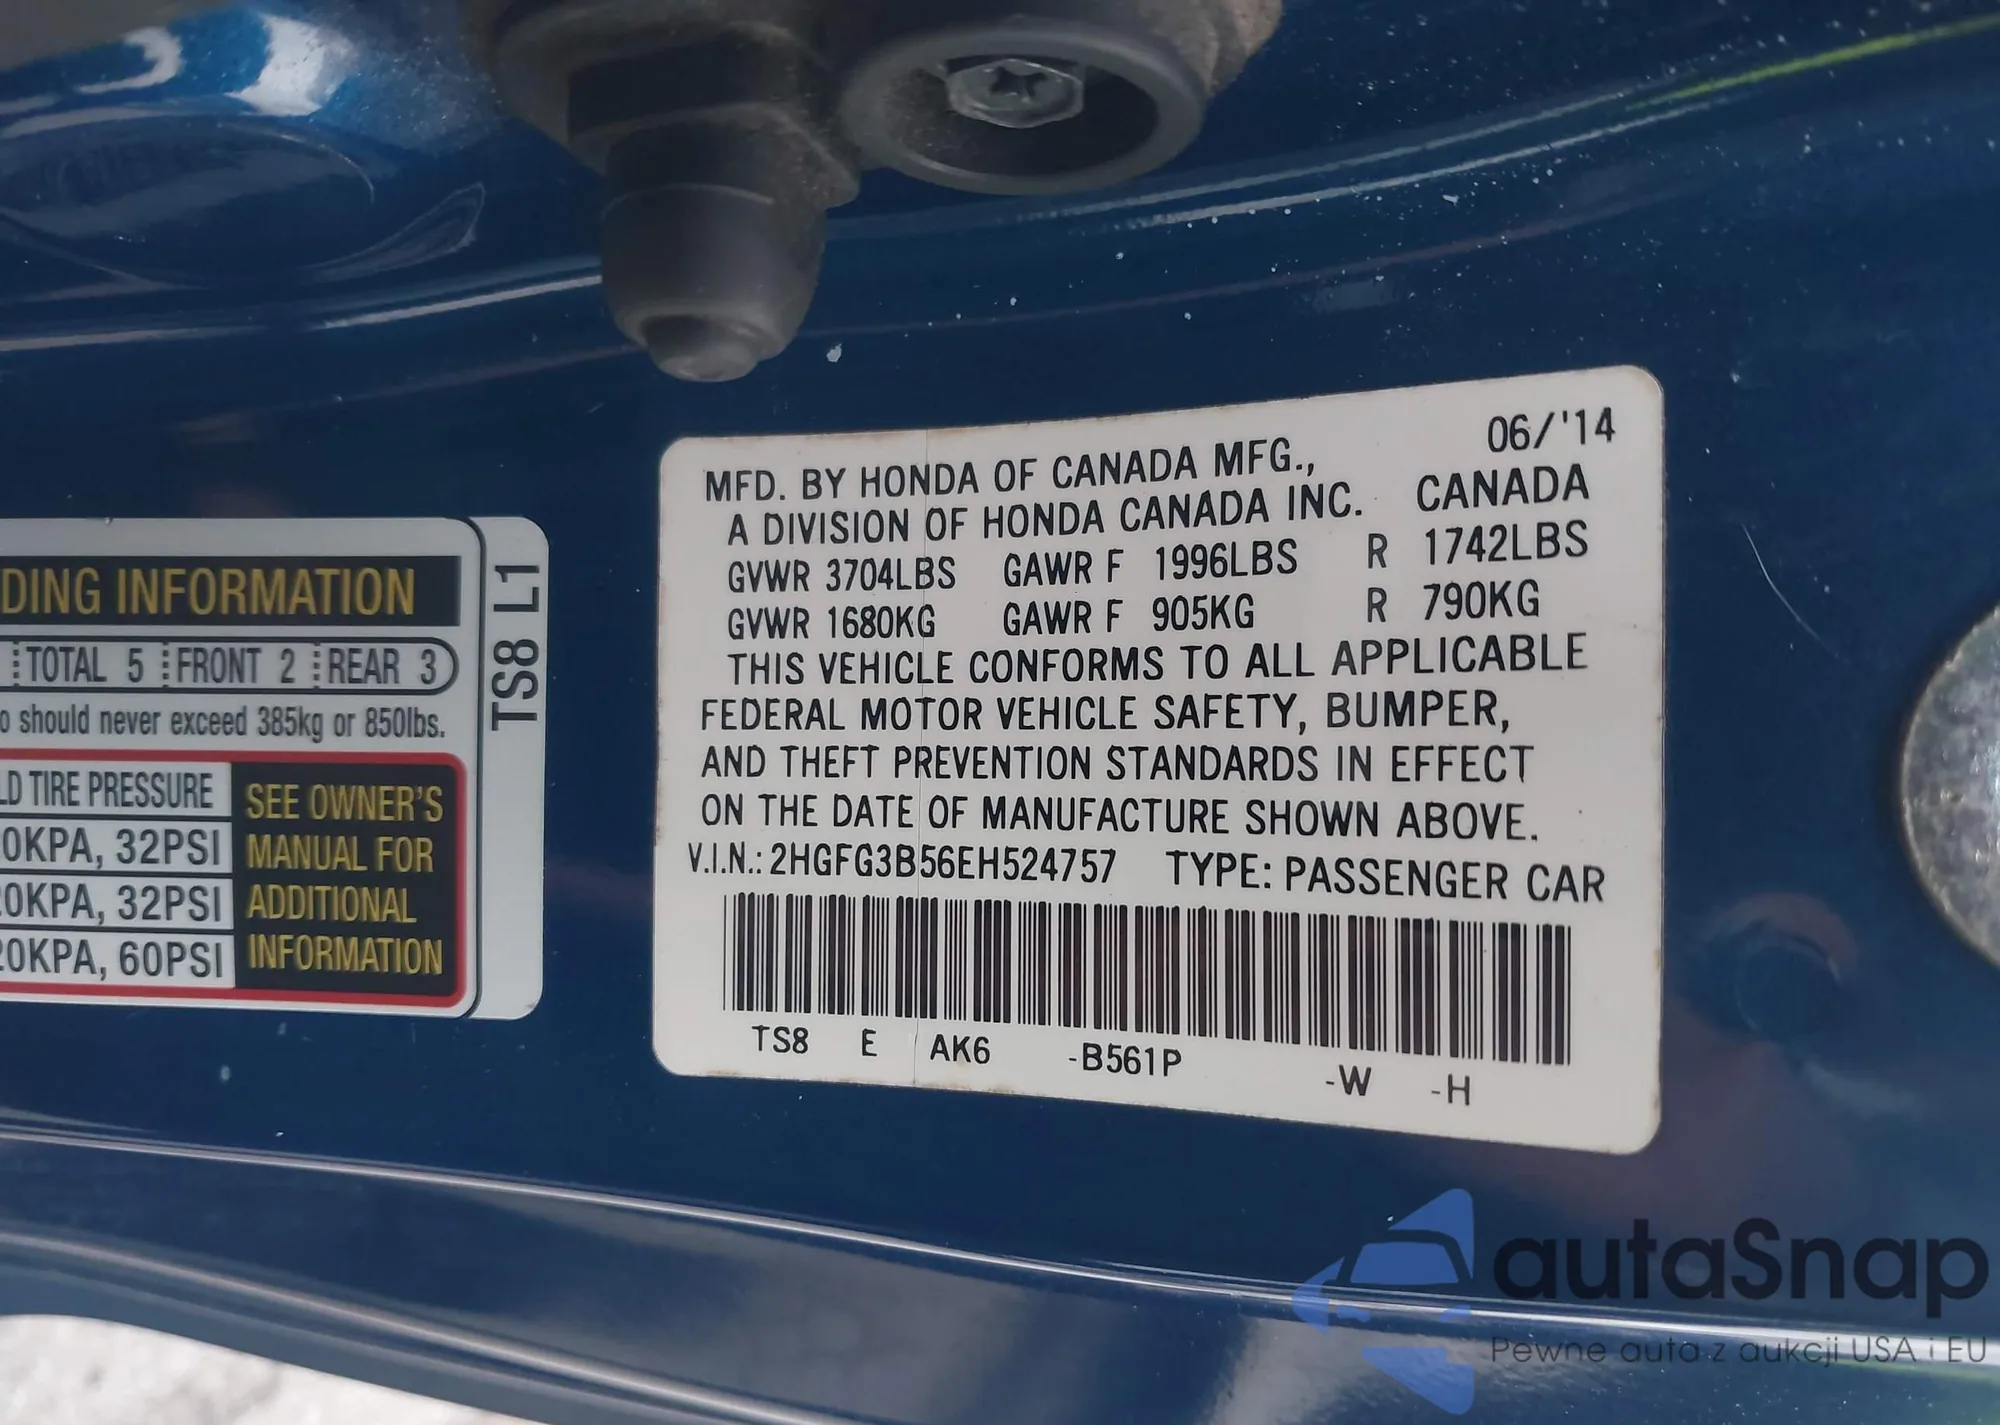 DING INFORMATION
TOTAL 5 FRONT 2 REAR 3
should never exceed 385kg or 850lbs.
TIRE PRESSURE
32PSI
32PSI
60PSI
SEE OWNER'S
MANUAL FOR
ADDITIONAL
INFORMATION
TS8 L1
06/'14
MFD. BY HONDA OF CANADA MFG.,
A DIVISION OF HONDA CANADA INC. CANADA
GVWR 3704LBS GAWR F 1996LBS R 1742LBS
GVWR 1680KG GAWR F 905KG R 790KG
THIS VEHICLE CONFORMS TO ALL APPLICABLE
FEDERAL MOTOR VEHICLE SAFETY, BUMPER,
AND THEFT PREVENTION STANDARDS IN EFFECT
ON THE DATE OF MANUFACTURE SHOWN ABOVE.
V.I.N.: 2HGFG3B56EH524757 TYPE: PASSENGER CAR
TS8 E AK6 -B561P -W -H
autaSnap
Pewne auta z aukcji USA i EU